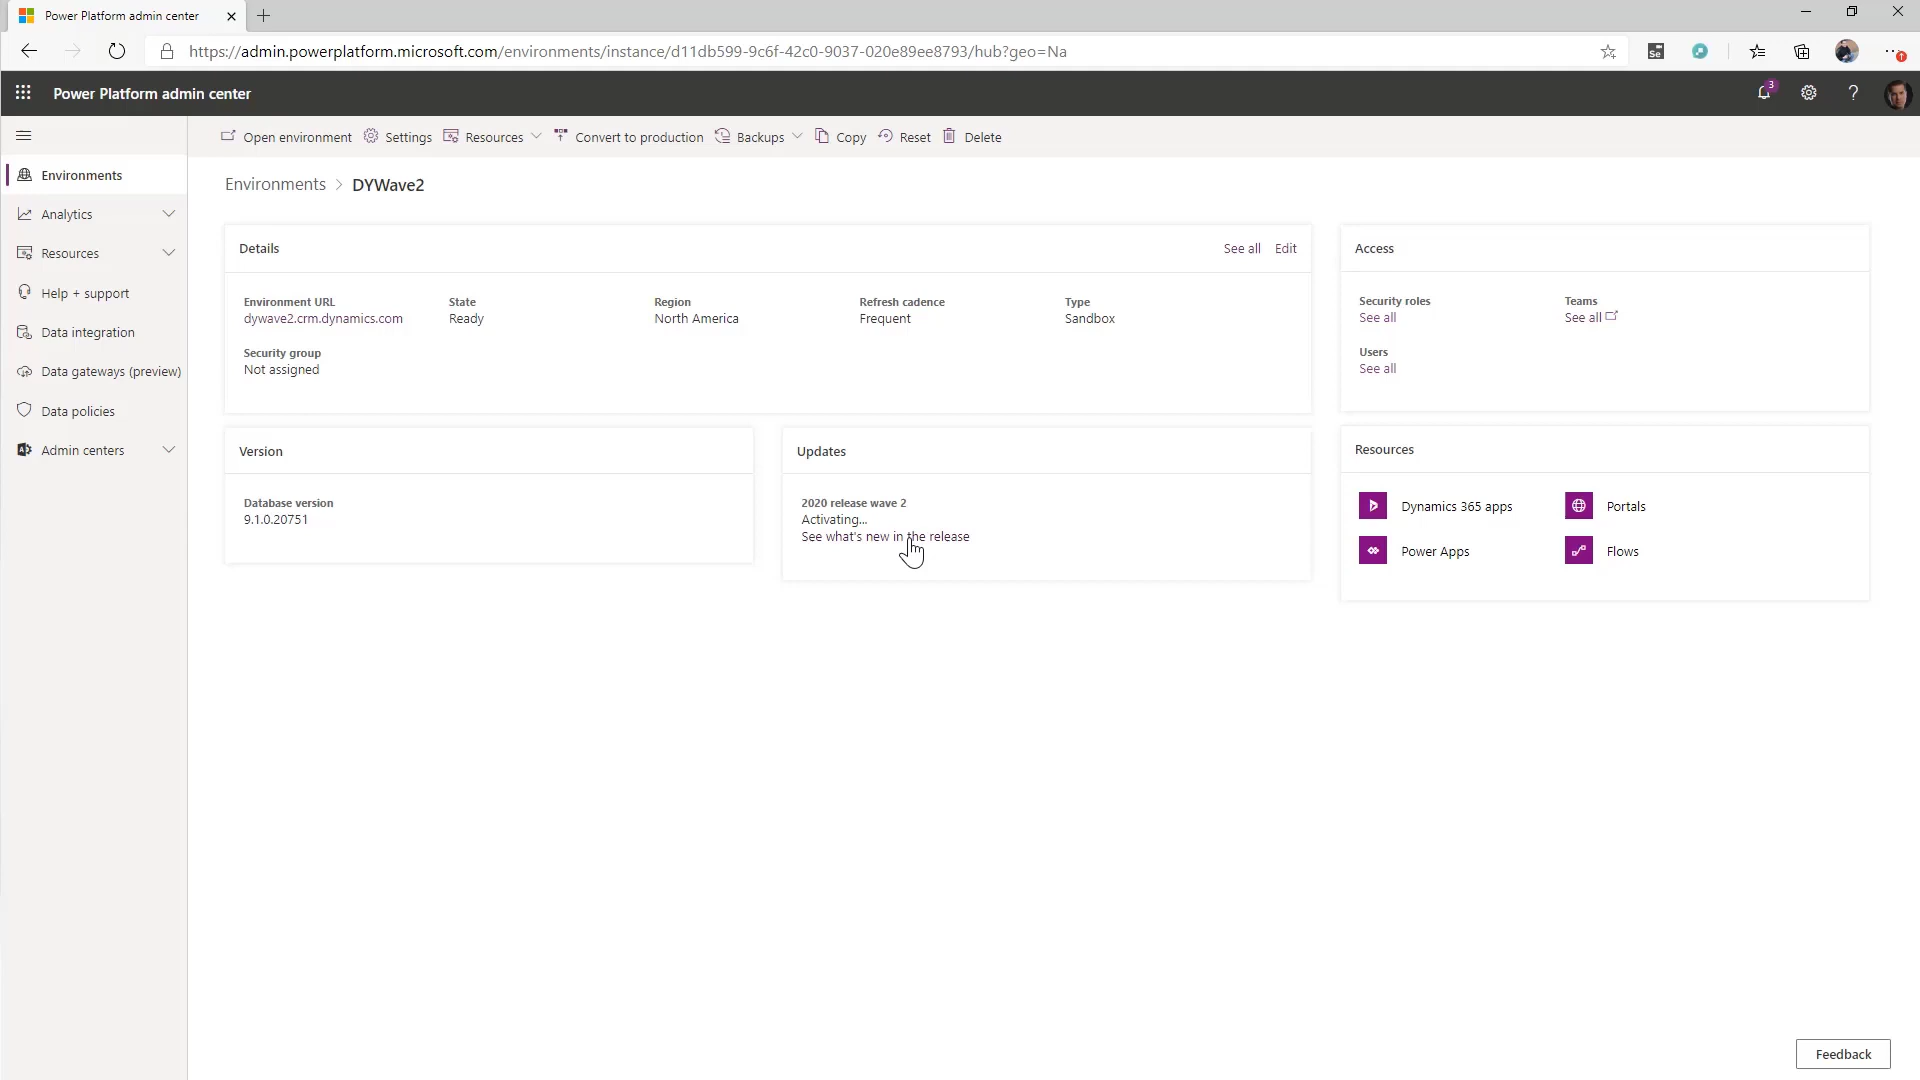 Power Platform admin center
https://admin.powerplatform.microsoft.com/environments/instance/d11db599-9c6f-42c0-9037-020e89ee8793/hub?geo=Na
Se
Power Platform admin center
3
?
Open environment Settings Resources Convert to production Backups Copy Reset Delete
Environments
Analytics
Resources
Help + support
Data integration
Data gateways (preview)
Data policies
Admin centers
Environments > DYWave2
Details
See all Edit
Environment URL
dywave2.crm.dynamics.com
State
Ready
Region
North America
Refresh cadence
Frequent
Type
Sandbox
Security group
Not assigned
Access
Security roles
See all
Teams
See all
Users
See all
Version
Database version
9.1.0.20751
Updates
2020 release wave 2
Activating...
See what's new in the release
Resources
Dynamics 365 apps
Portals
Power Apps
Flows
Feedback